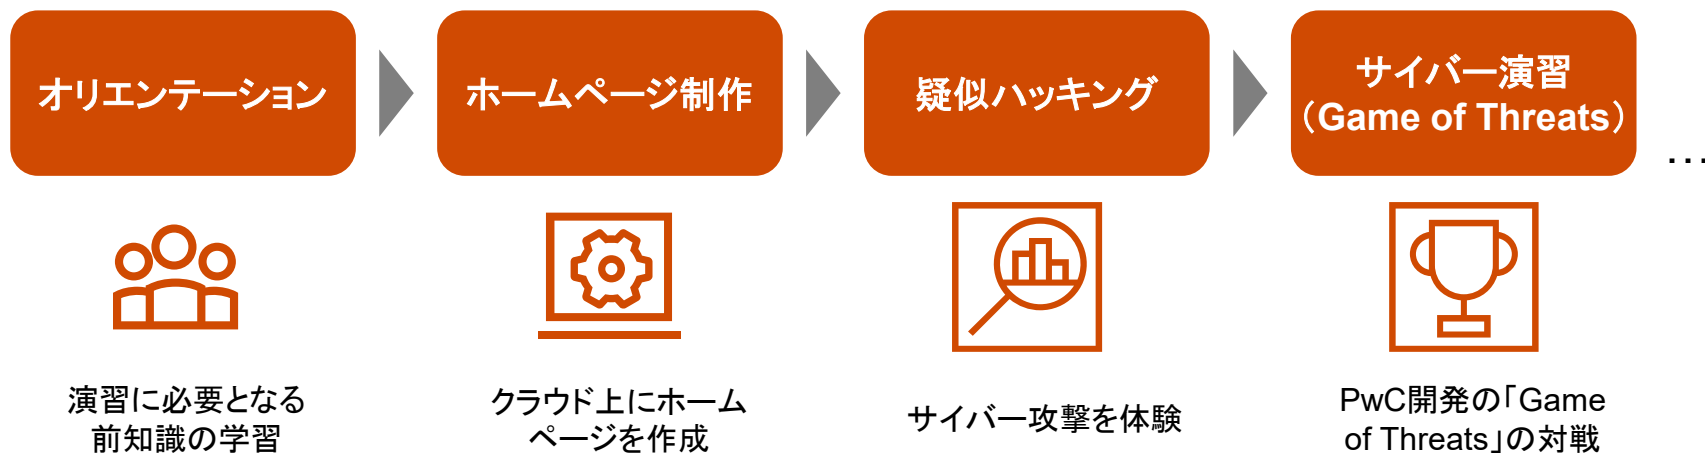 オリエンテーション
ホームページ制作
疑似ハッキング
サイバー演習
（Game of Threats）
…
演習に必要となる
前知識の学習
クラウド上にホーム
ページを作成
サイバー攻撃を体験
PwC開発の「Game
of Threats」の対戦